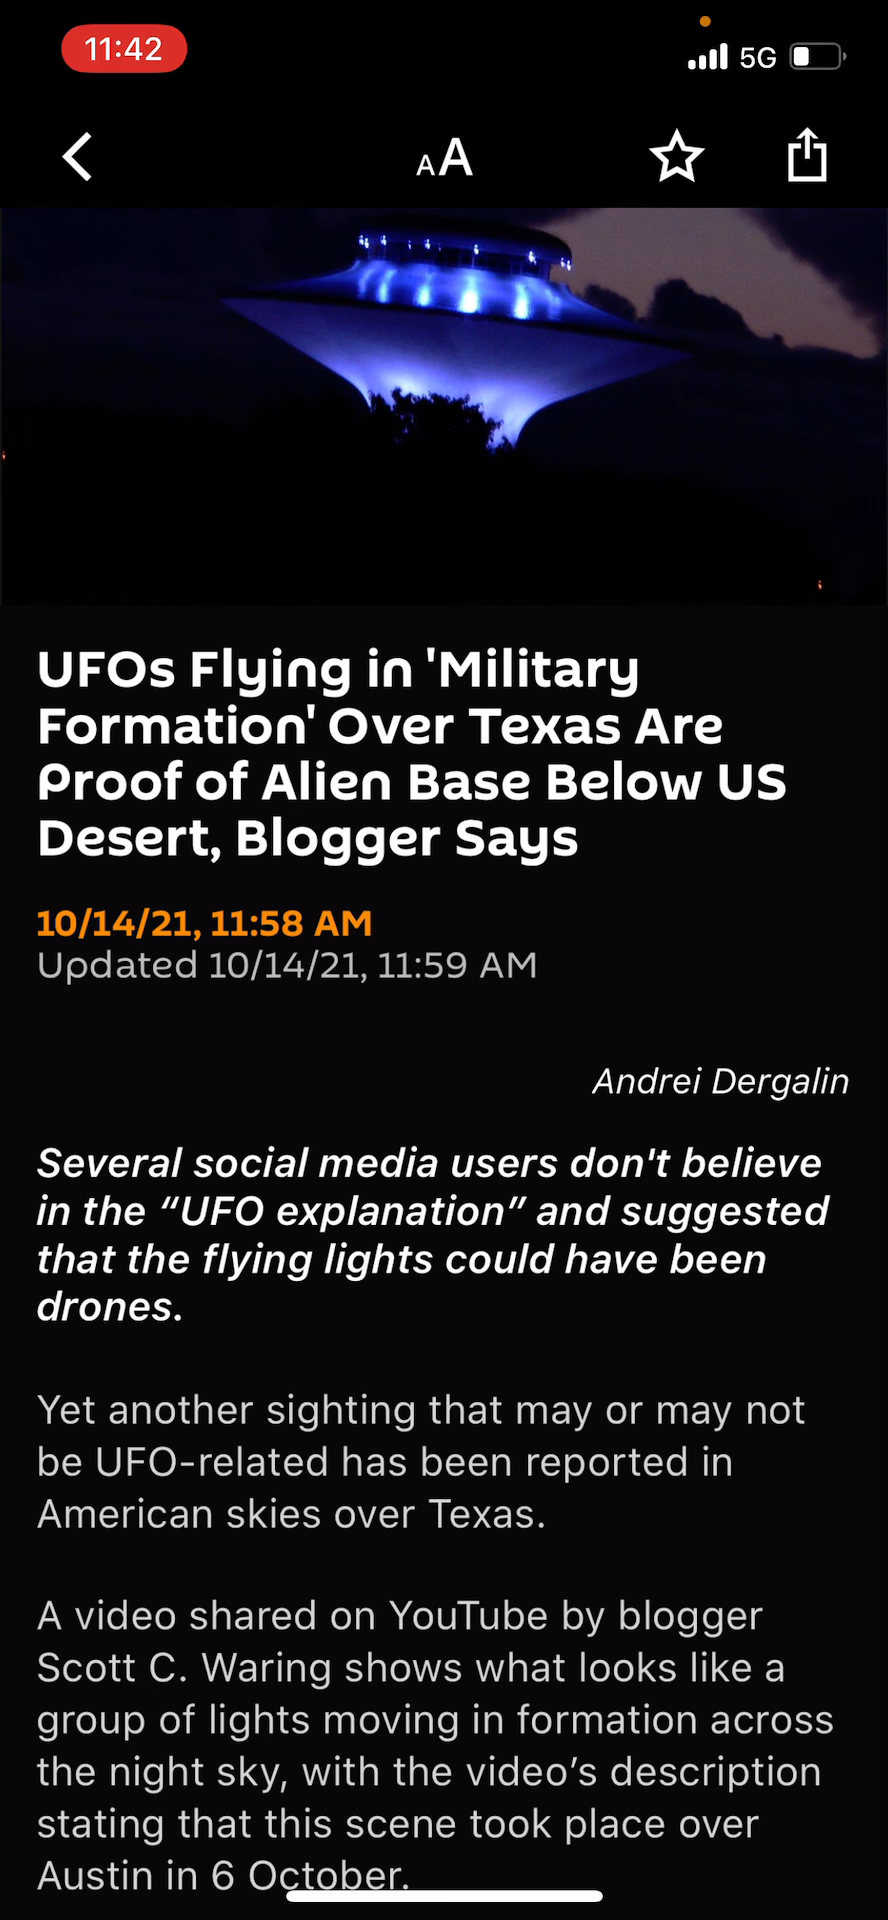 11:42
5G
AA
UFOs Flying in 'Military
Formation' Over Texas Are
Proof of Alien Base Below US
Desert, Blogger Says
10/14/21, 11:58 AM
Updated 10/14/21, 11:59 AM
Andrei Dergalin
Several social media users don't believe
in the “UFO explanation” and suggested
that the flying lights could have been
drones.
Yet another sighting that may or may not
be UFO-related has been reported in
American skies over Texas.
A video shared on YouTube by blogger
Scott C. Waring shows what looks like a
group of lights moving in formation across
the night sky, with the video’s description
stating that this scene took place over
Austin in 6 October.